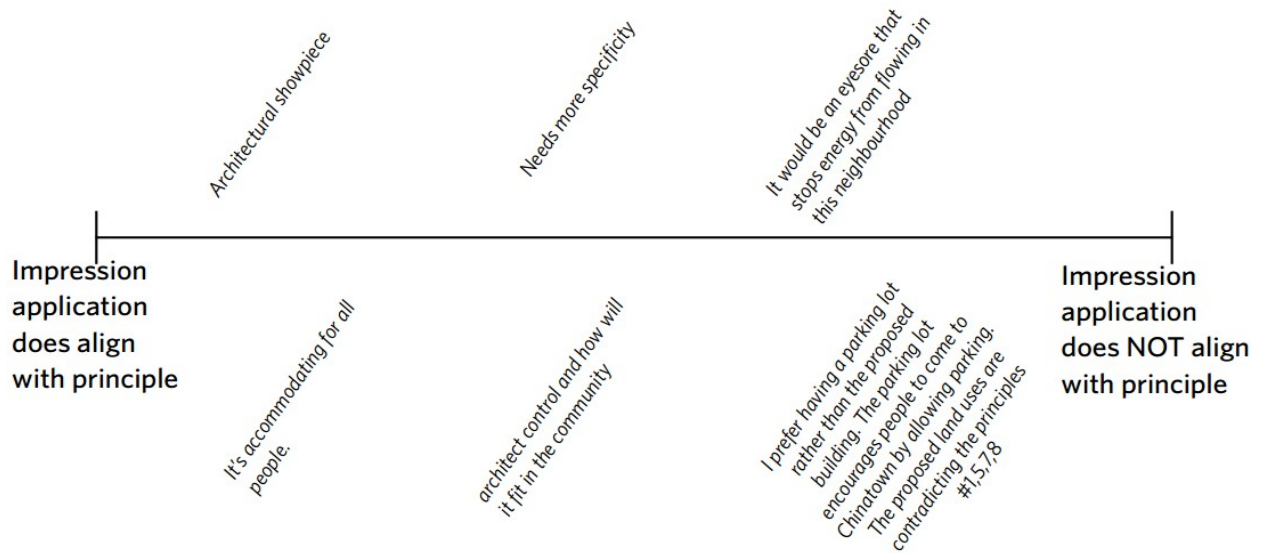 Architectural showpiece
Needs more specificity
It would be an eyesore that
stops energy from flowing in
this neighbourhood
Impression
application
does align
with principle
Impression
application
does NOT align
with principle
It's accommodating for all
people.
architect control and how will
it fit in the community
I prefer having a parking lot
rather than the proposed
building. The parking lot
encourages people to come to
Chinatown by allowing parking.
The proposed land uses are
contradicting the principles
#1,5,7,8